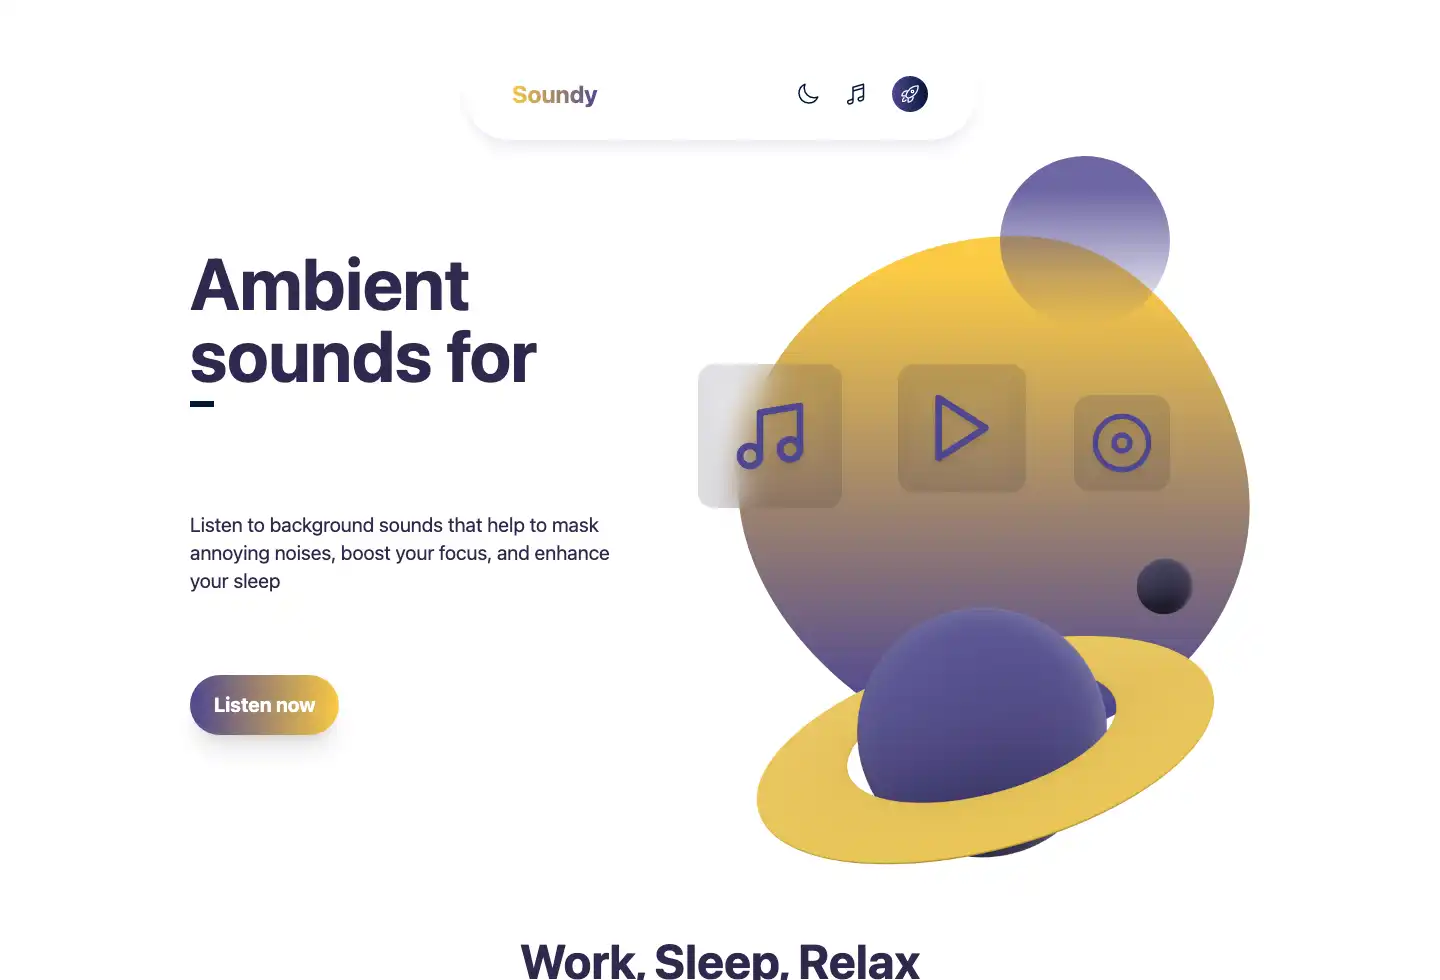 Soundy
Ambient
sounds for
Listen to background sounds that help to mask
annoying noises, boost your focus, and enhance
your sleep
Listen now
Work, Sleep, Relax